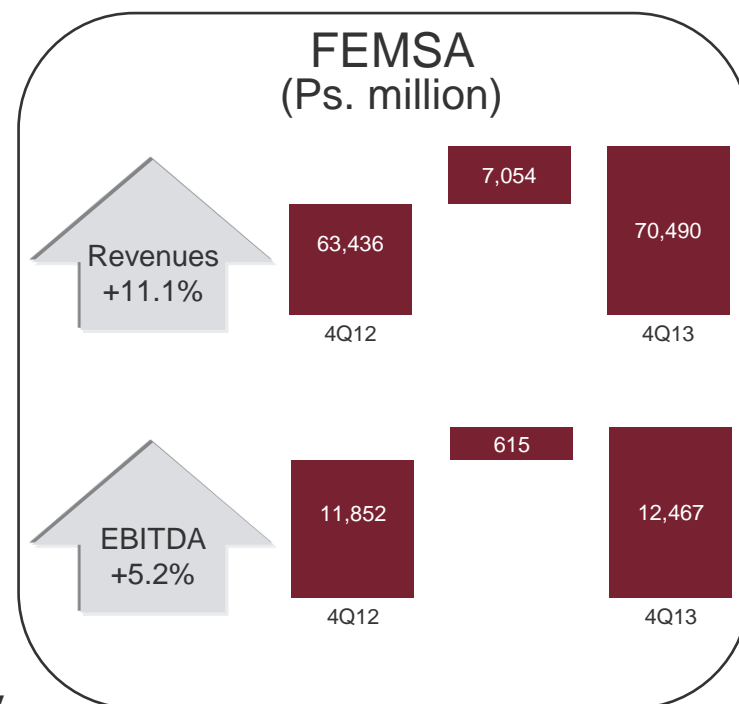 FEMSA
(Ps. million)
7,054
63,436
70,490
Revenues
+11.1%
4Q12
4Q13
615
11,852
12,467
EBITDA
+5.2%
4Q12
4Q13